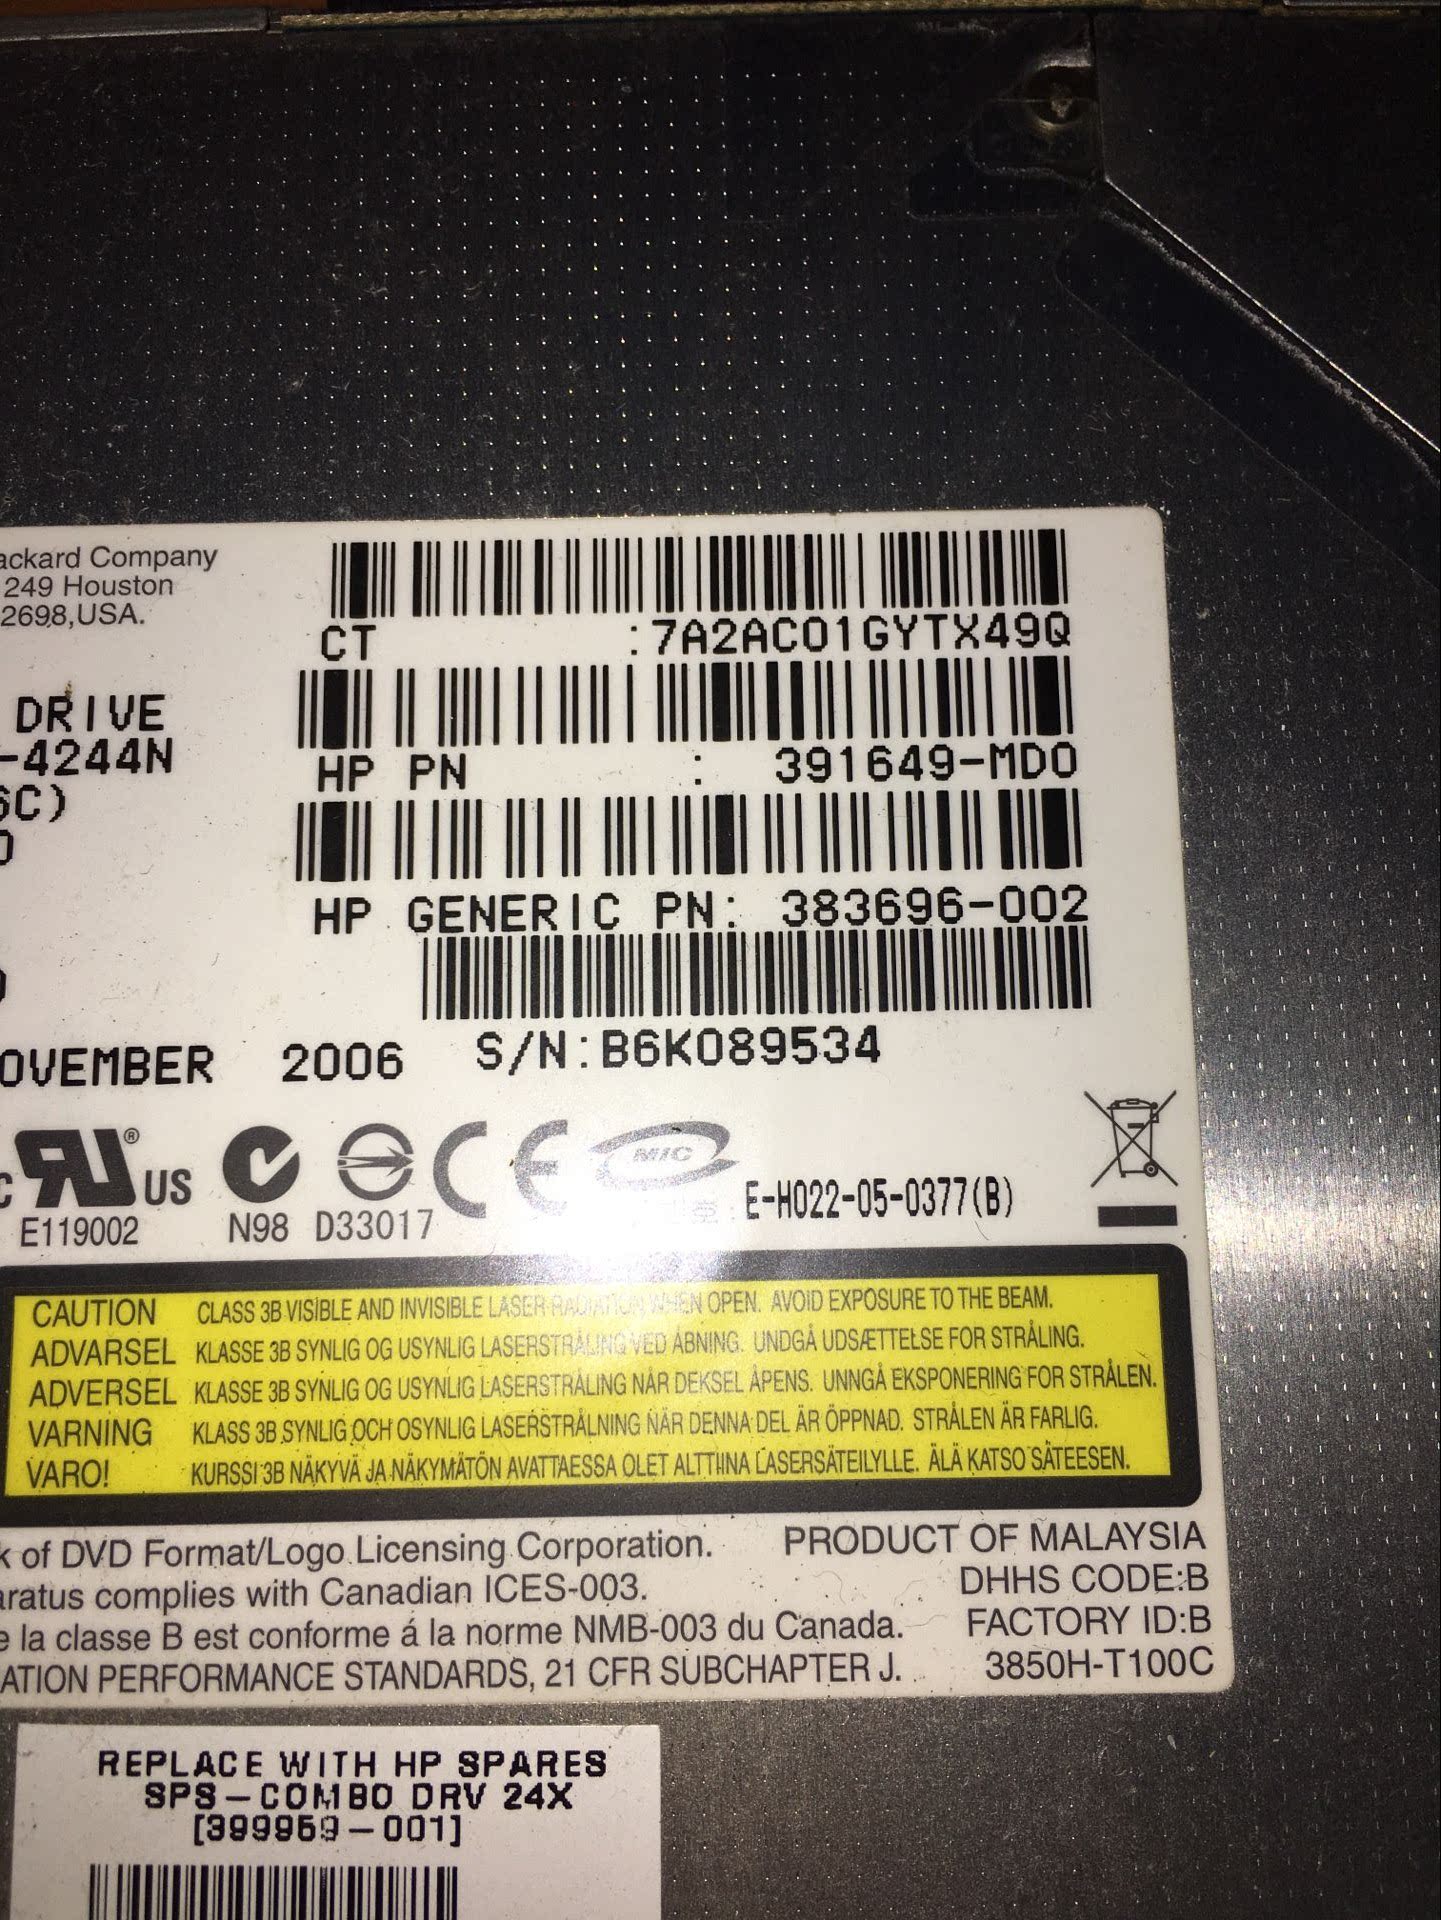 ackard Company
249 Houston
2698,USA.
CT :7A2AC01GYTX49Q
DRIVE
-4244N
HP PN : 391649-MD0
6C)
HP GENERIC PN: 383696-002
OVEMBER 2006
S/N:B6K089534
C RU® US
E119002
N98
D33017
CE
MIC
E-H022-05-0377(B)
CAUTION CLASS 3B VISIBLE AND INVISIBLE LASER RADIATION WHEN OPEN. AVOID EXPOSURE TO THE BEAM.
ADVARSEL KLASSE 3B SYNLIG OG USYNLIG LASERSTRÅLING VED ÅBNING. UNDGÅ UDSÆTTELSE FOR STRÅLING.
ADVERSEL KLASSE 3B SYNLIG OG USYNLIG LASERSTRÅLING NÅR DEKSEL ÅPENS. UNNGÅ EKSPONERING FOR STRÅLEN.
VARNING KLASS 3B SYNLIG OCH OSYNLIG LASERSTRÅLNING NÄR DENNA DEL ÄR ÖPPNAD. STRÅLEN ÄR FARLIG.
VARO! KURSSI 3B NÄKYVÄ JA NÄKYMÄTÖN AVATTAESSA OLET ALTTIINA LASERSÄTEILYLLE. ÄLÄ KATSO SÄTEESEN.
k of DVD Format/Logo Licensing Corporation.
PRODUCT OF MALAYSIA
aratus complies with Canadian ICES-003.
DHHS CODE:B
e la classe B est conforme á la norme NMB-003 du Canada.
FACTORY ID:B
ATION PERFORMANCE STANDARDS, 21 CFR SUBCHAPTER J.
3850H-T100C
REPLACE WITH HP SPARES
SPS-COMBO DRV 24X
[399959-001]